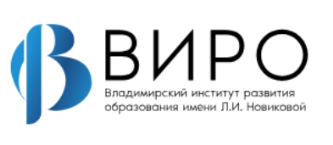 ВИРО
Владимирский институт развития
образования имени Л.И. Новиковой